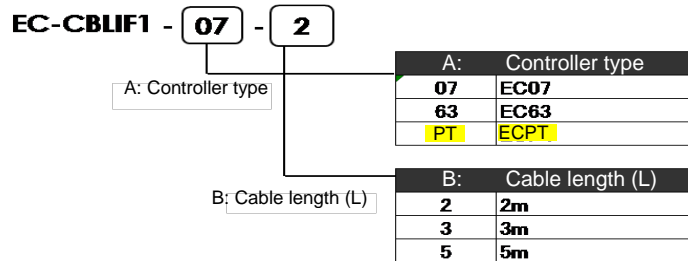 EC-CBLIF1 - 07 - 2
A: Controller type
A: Controller type
07 EC07
63 EC63
PT ECPT
B: Cable length (L)
B: Cable length (L)
2 2m
3 3m
5 5m